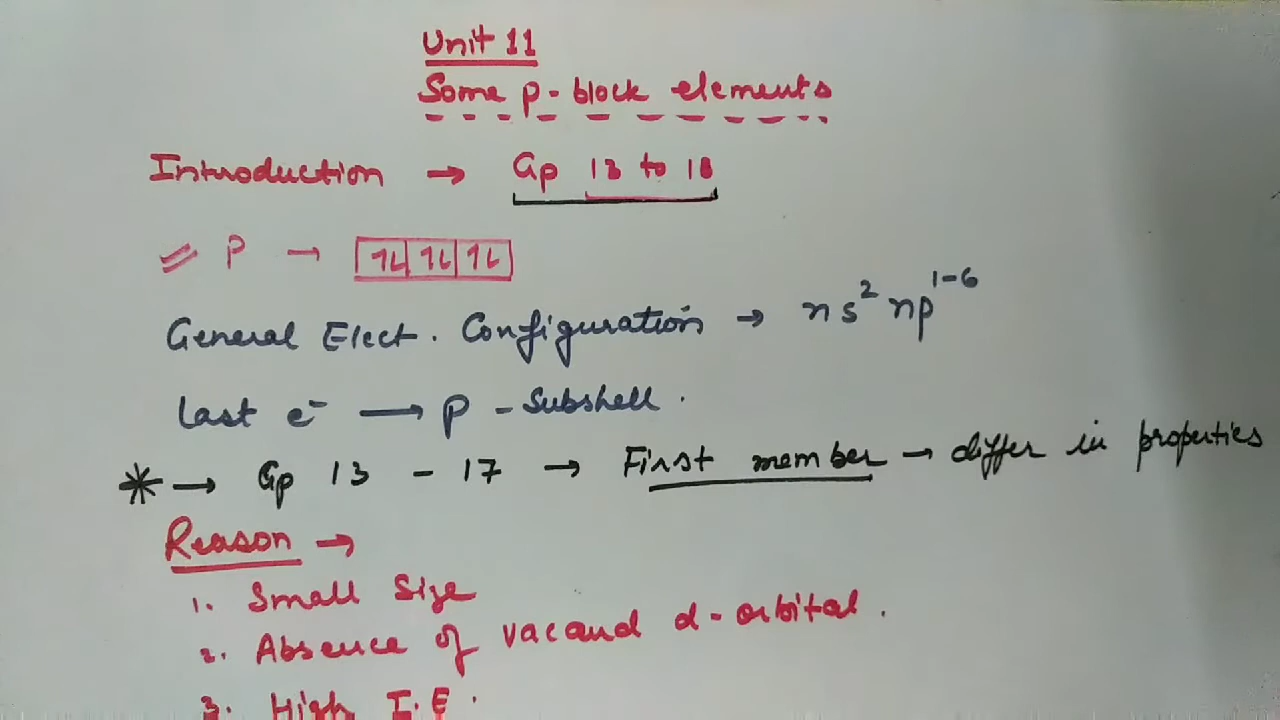 Unit 11
Some p-block elements
Introduction → Gp 13 to 18
P → 1L 1L 1L
General Elect. Configuration → ns² np¹⁻⁶
last e⁻ → p - Subshell.
* → Gp 13 - 17 → First member → differ in properties
Reason →
1. Small Size
2. Absence of vacand d-orbital.
3. High I.E.